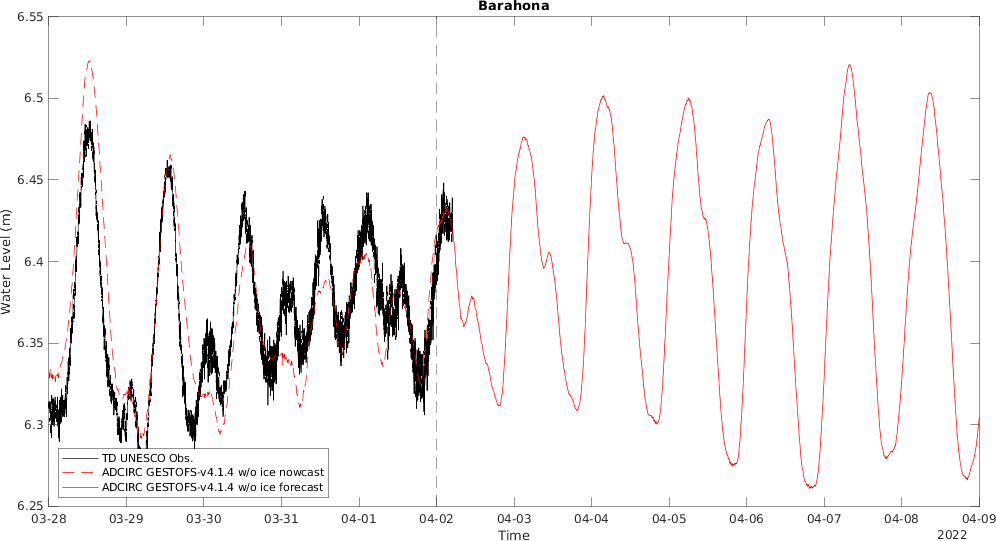 Barahona
6.55
6.5
6.45
6.4
6.35
6.3
6.25
Water Level (m)
TD UNESCO Obs.
ADCIRC GESTOFS-v4.1.4 w/o ice nowcast
ADCIRC GESTOFS-v4.1.4 w/o ice forecast
03-28 03-29 03-30 03-31 04-01 04-02 04-03 04-04 04-05 04-06 04-07 04-08 04-09
Time
2022